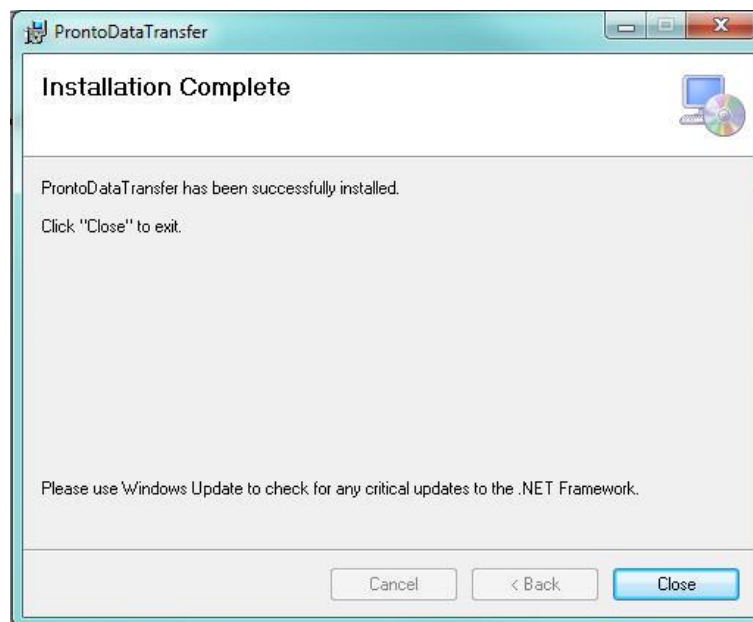 ProntoDataTransfer
Installation Complete
ProntoDataTransfer has been successfully installed.
Click "Close" to exit.
Please use Windows Update to check for any critical updates to the .NET Framework.
Cancel
< Back
Close